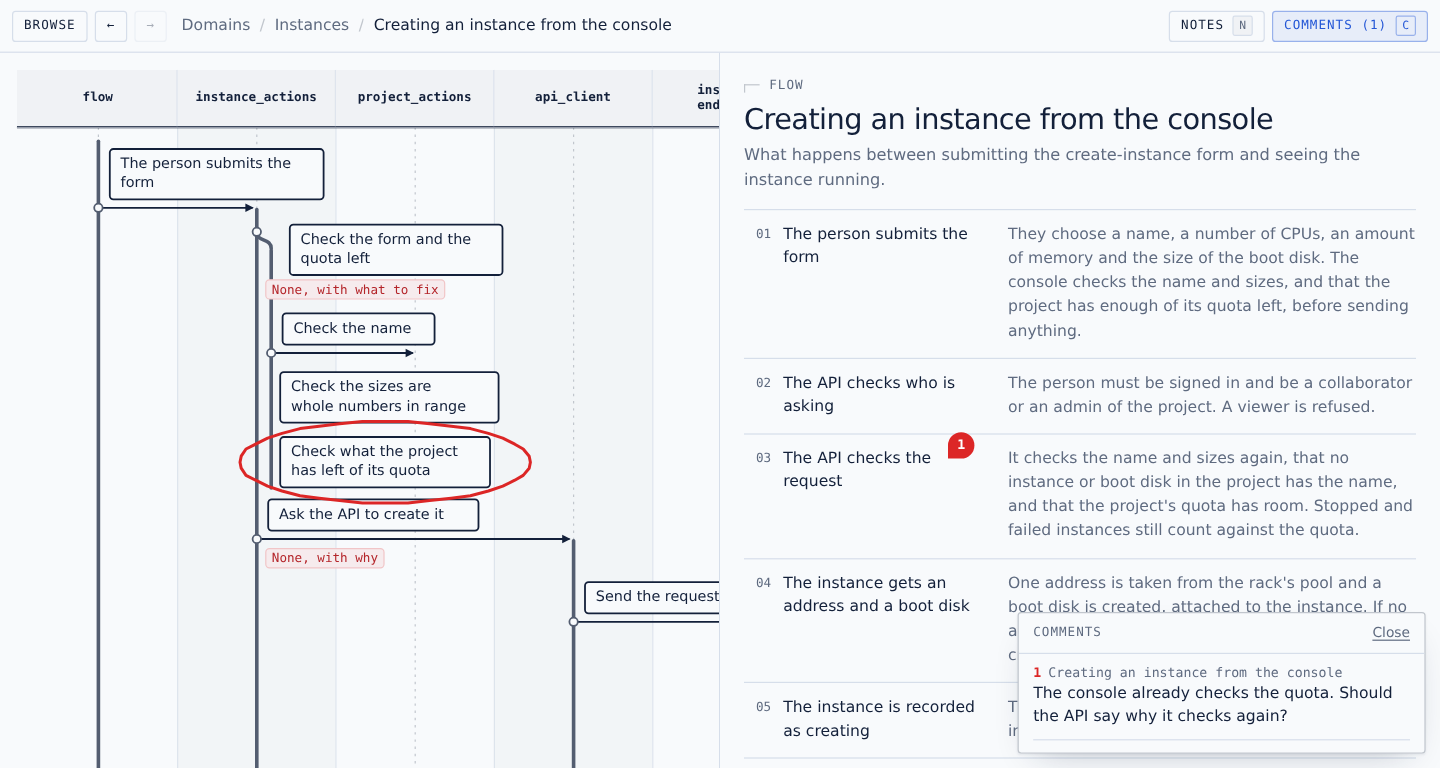 BROWSE ← → Domains / Instances / Creating an instance from the console NOTES N COMMENTS (1) C
flow instance_actions project_actions api_client
The person submits the
form
Check the form and the
quota left
None, with what to fix
Check the name
Check the sizes are
whole numbers in range
Check what the project
has left of its quota
Ask the API to create it
None, with why
Send the request
FLOW
Creating an instance from the console
What happens between submitting the create-instance form and seeing the
instance running.
01 The person submits the
form
They choose a name, a number of CPUs, an amount
of memory and the size of the boot disk. The
console checks the name and sizes, and that the
project has enough of its quota left, before sending
anything.
02 The API checks who is
asking
The person must be signed in and be a collaborator
or an admin of the project. A viewer is refused.
03 The API checks the
request
1
It checks the name and sizes again, that no
instance or boot disk in the project has the name,
and that the project's quota has room. Stopped and
failed instances still count against the quota.
04 The instance gets an
address and a boot disk
One address is taken from the rack's pool and a
boot disk is created, attached to the instance. If no
05 The instance is recorded
as creating
COMMENTS Close
1 Creating an instance from the console
The console already checks the quota. Should
the API say why it checks again?